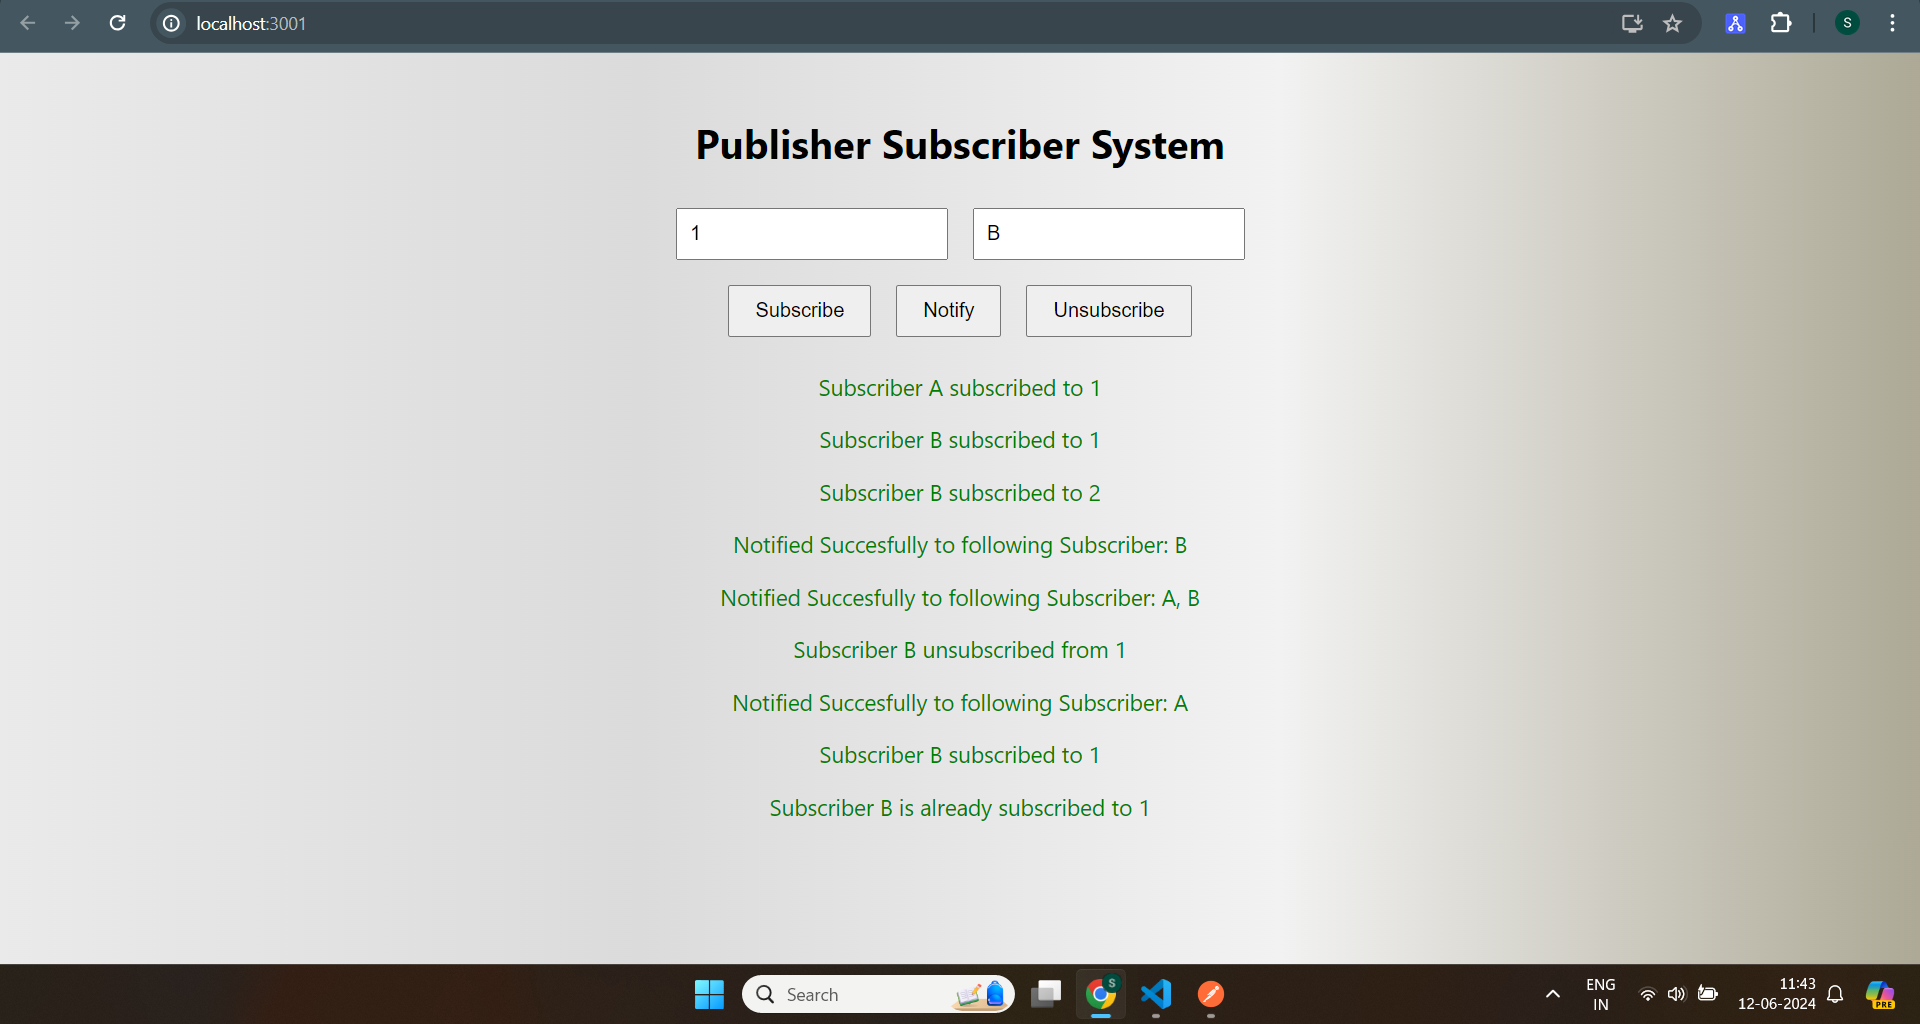 localhost:3001
S
Publisher Subscriber System
1
B
Subscribe
Notify
Unsubscribe
Subscriber A subscribed to 1
Subscriber B subscribed to 1
Subscriber B subscribed to 2
Notified Succesfully to following Subscriber: B
Notified Succesfully to following Subscriber: A, B
Subscriber B unsubscribed from 1
Notified Succesfully to following Subscriber: A
Subscriber B subscribed to 1
Subscriber B is already subscribed to 1
Search
S
ENG
IN
11:43
12-06-2024
PRE